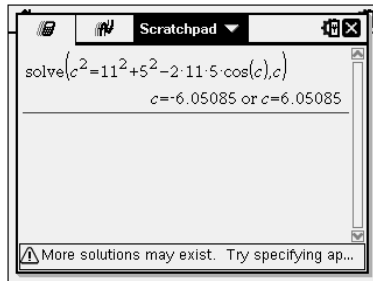 Scratchpad
solve(c²=11²+5²-2·11·5·cos(c),c)
c=-6.05085 or c=6.05085
More solutions may exist. Try specifying ap...